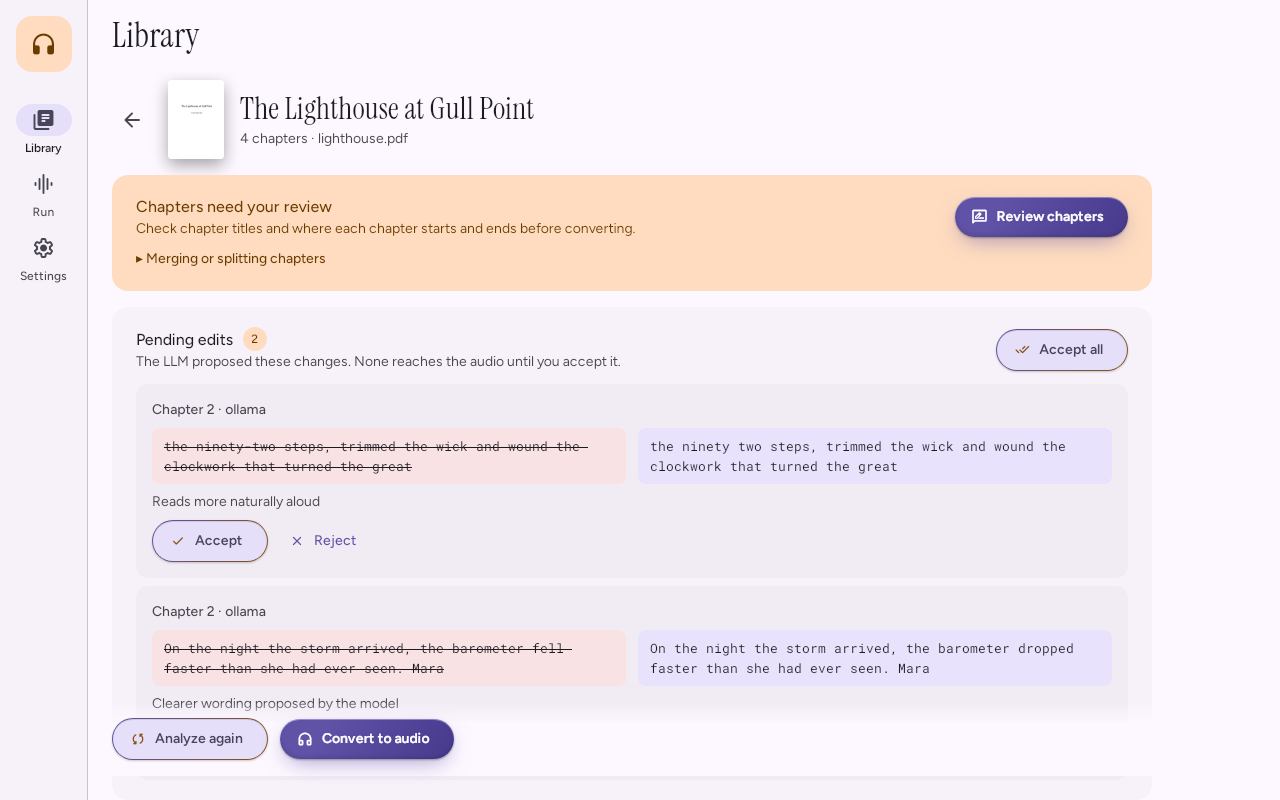 Library
The Lighthouse at Gull Point
4 chapters · lighthouse.pdf
Library
Run
Settings
Chapters need your review
Check chapter titles and where each chapter starts and ends before converting.
▸ Merging or splitting chapters
Review chapters
Pending edits 2
The LLM proposed these changes. None reaches the audio until you accept it.
Accept all
Chapter 2 · ollama
the ninety-two steps, trimmed the wick and wound the
clockwork that turned the great
the ninety two steps, trimmed the wick and wound the
clockwork that turned the great
Reads more naturally aloud
Accept
Reject
Chapter 2 · ollama
On the night the storm arrived, the barometer fell
faster than she had ever seen. Mara
On the night the storm arrived, the barometer dropped
faster than she had ever seen. Mara
Clearer wording proposed by the model
Analyze again
Convert to audio